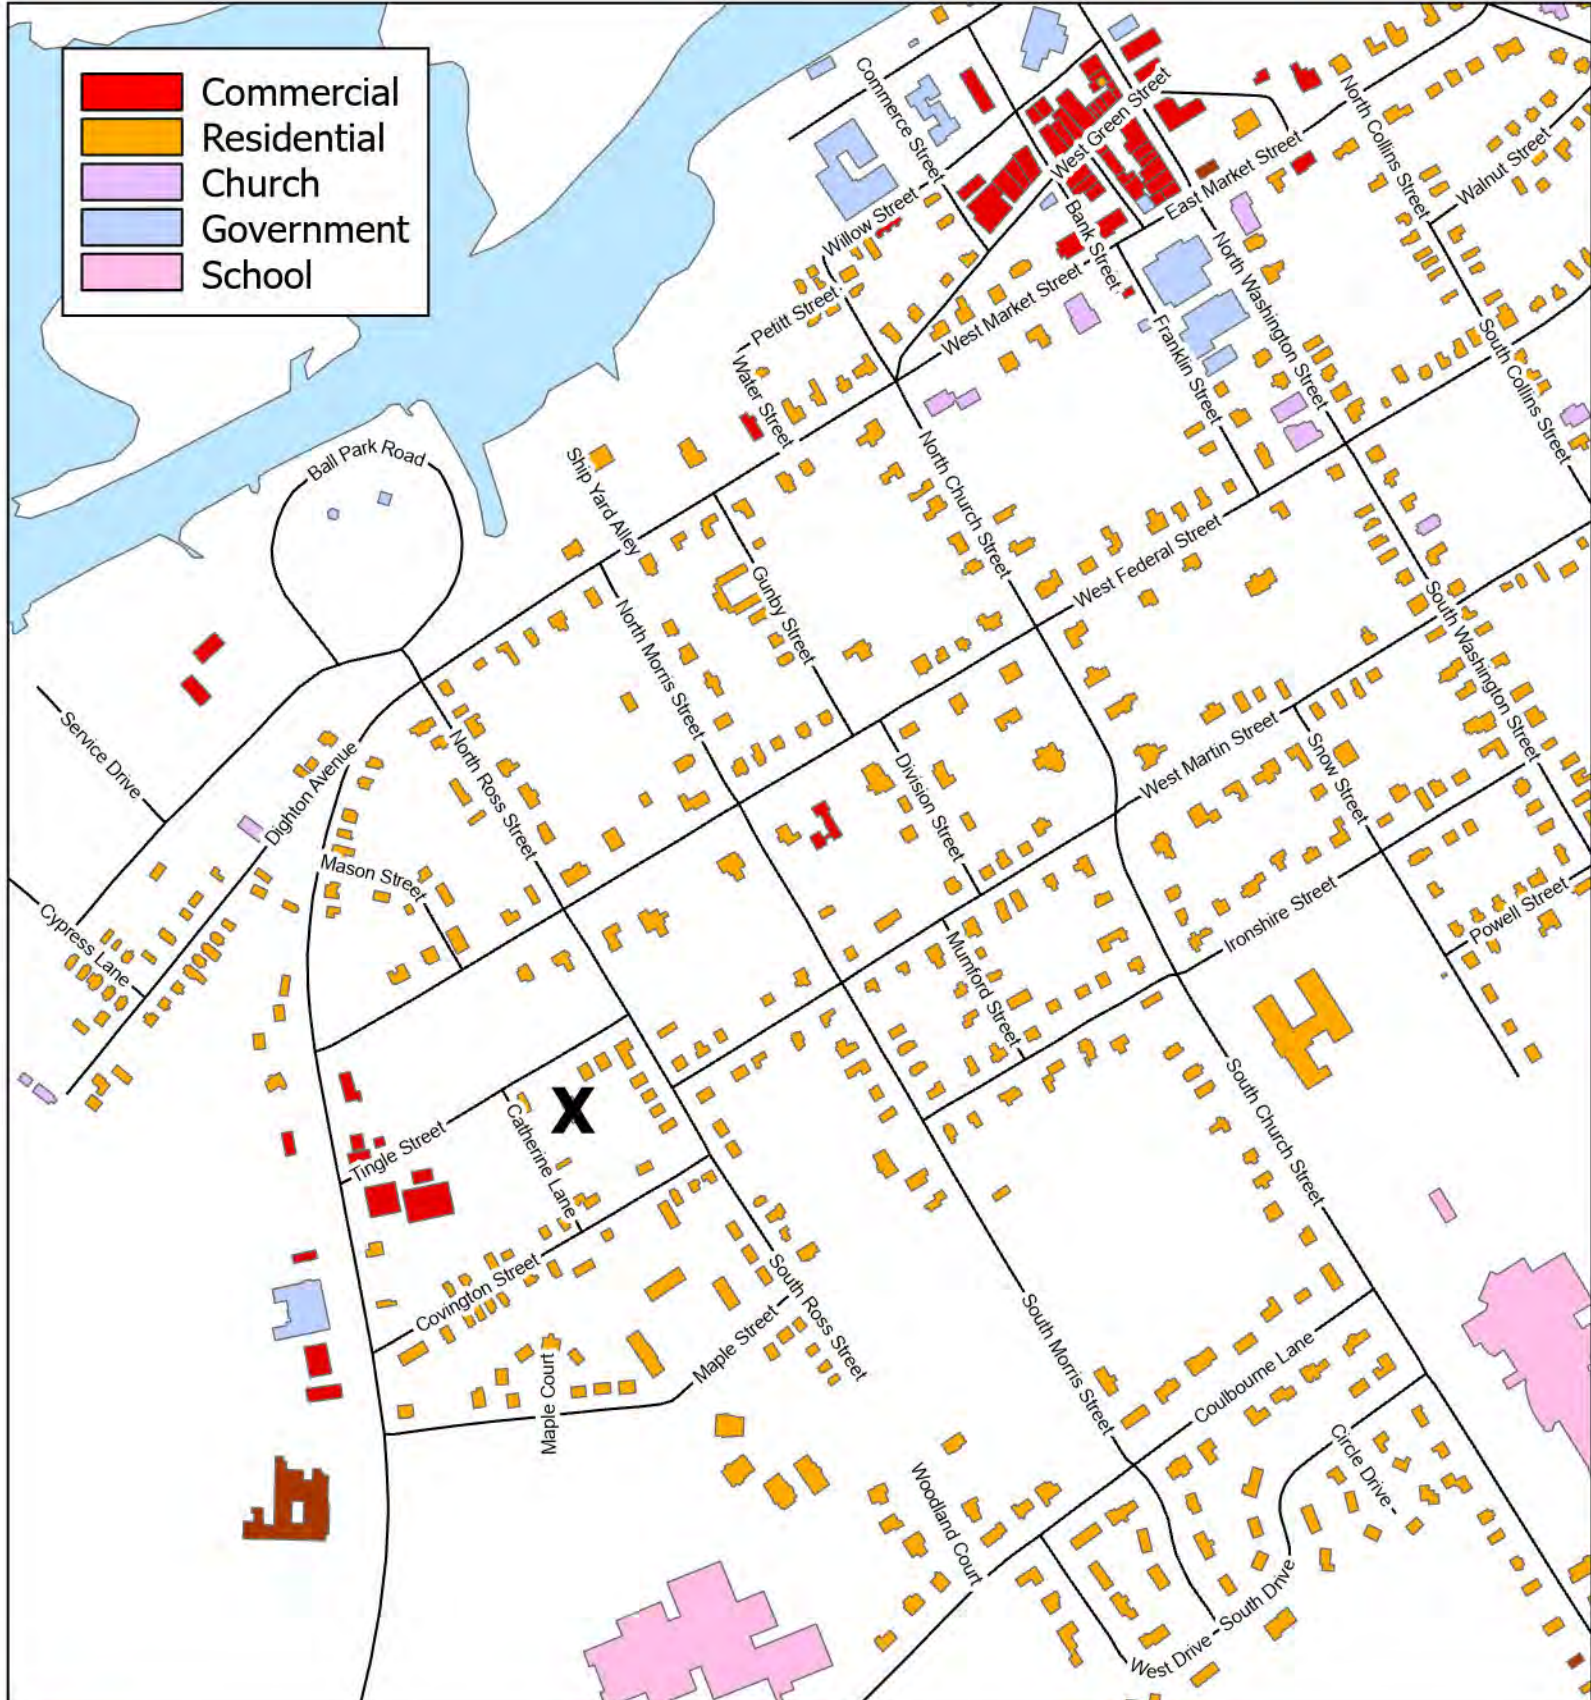 Commercial
Residential
Church
Government
School
Commerce Street
West Green Street
North Collins Street
Walnut Street
East Market Street
Willow Street
Bank Street
North Washington Street
Petitt Street
West Market Street
Franklin Street
South Collins Street
Water Street
Ball Park Road
Ship Yard Alley
North Church Street
West Federal Street
Gunby Street
North Morris Street
South Washington Street
Service Drive
North Ross Street
Dighton Avenue
Division Street
West Martin Street
Snow Street
Mason Street
Cypress Lane
Mumford Street
Ironshire Street
Powell Street
X
Tingle Street
Catherine Lane
South Church Street
Covington Street
South Ross Street
South Morris Street
Maple Street
Maple Court
Coulbourne Lane
Circle Drive
Woodland Court
South Drive
West Drive